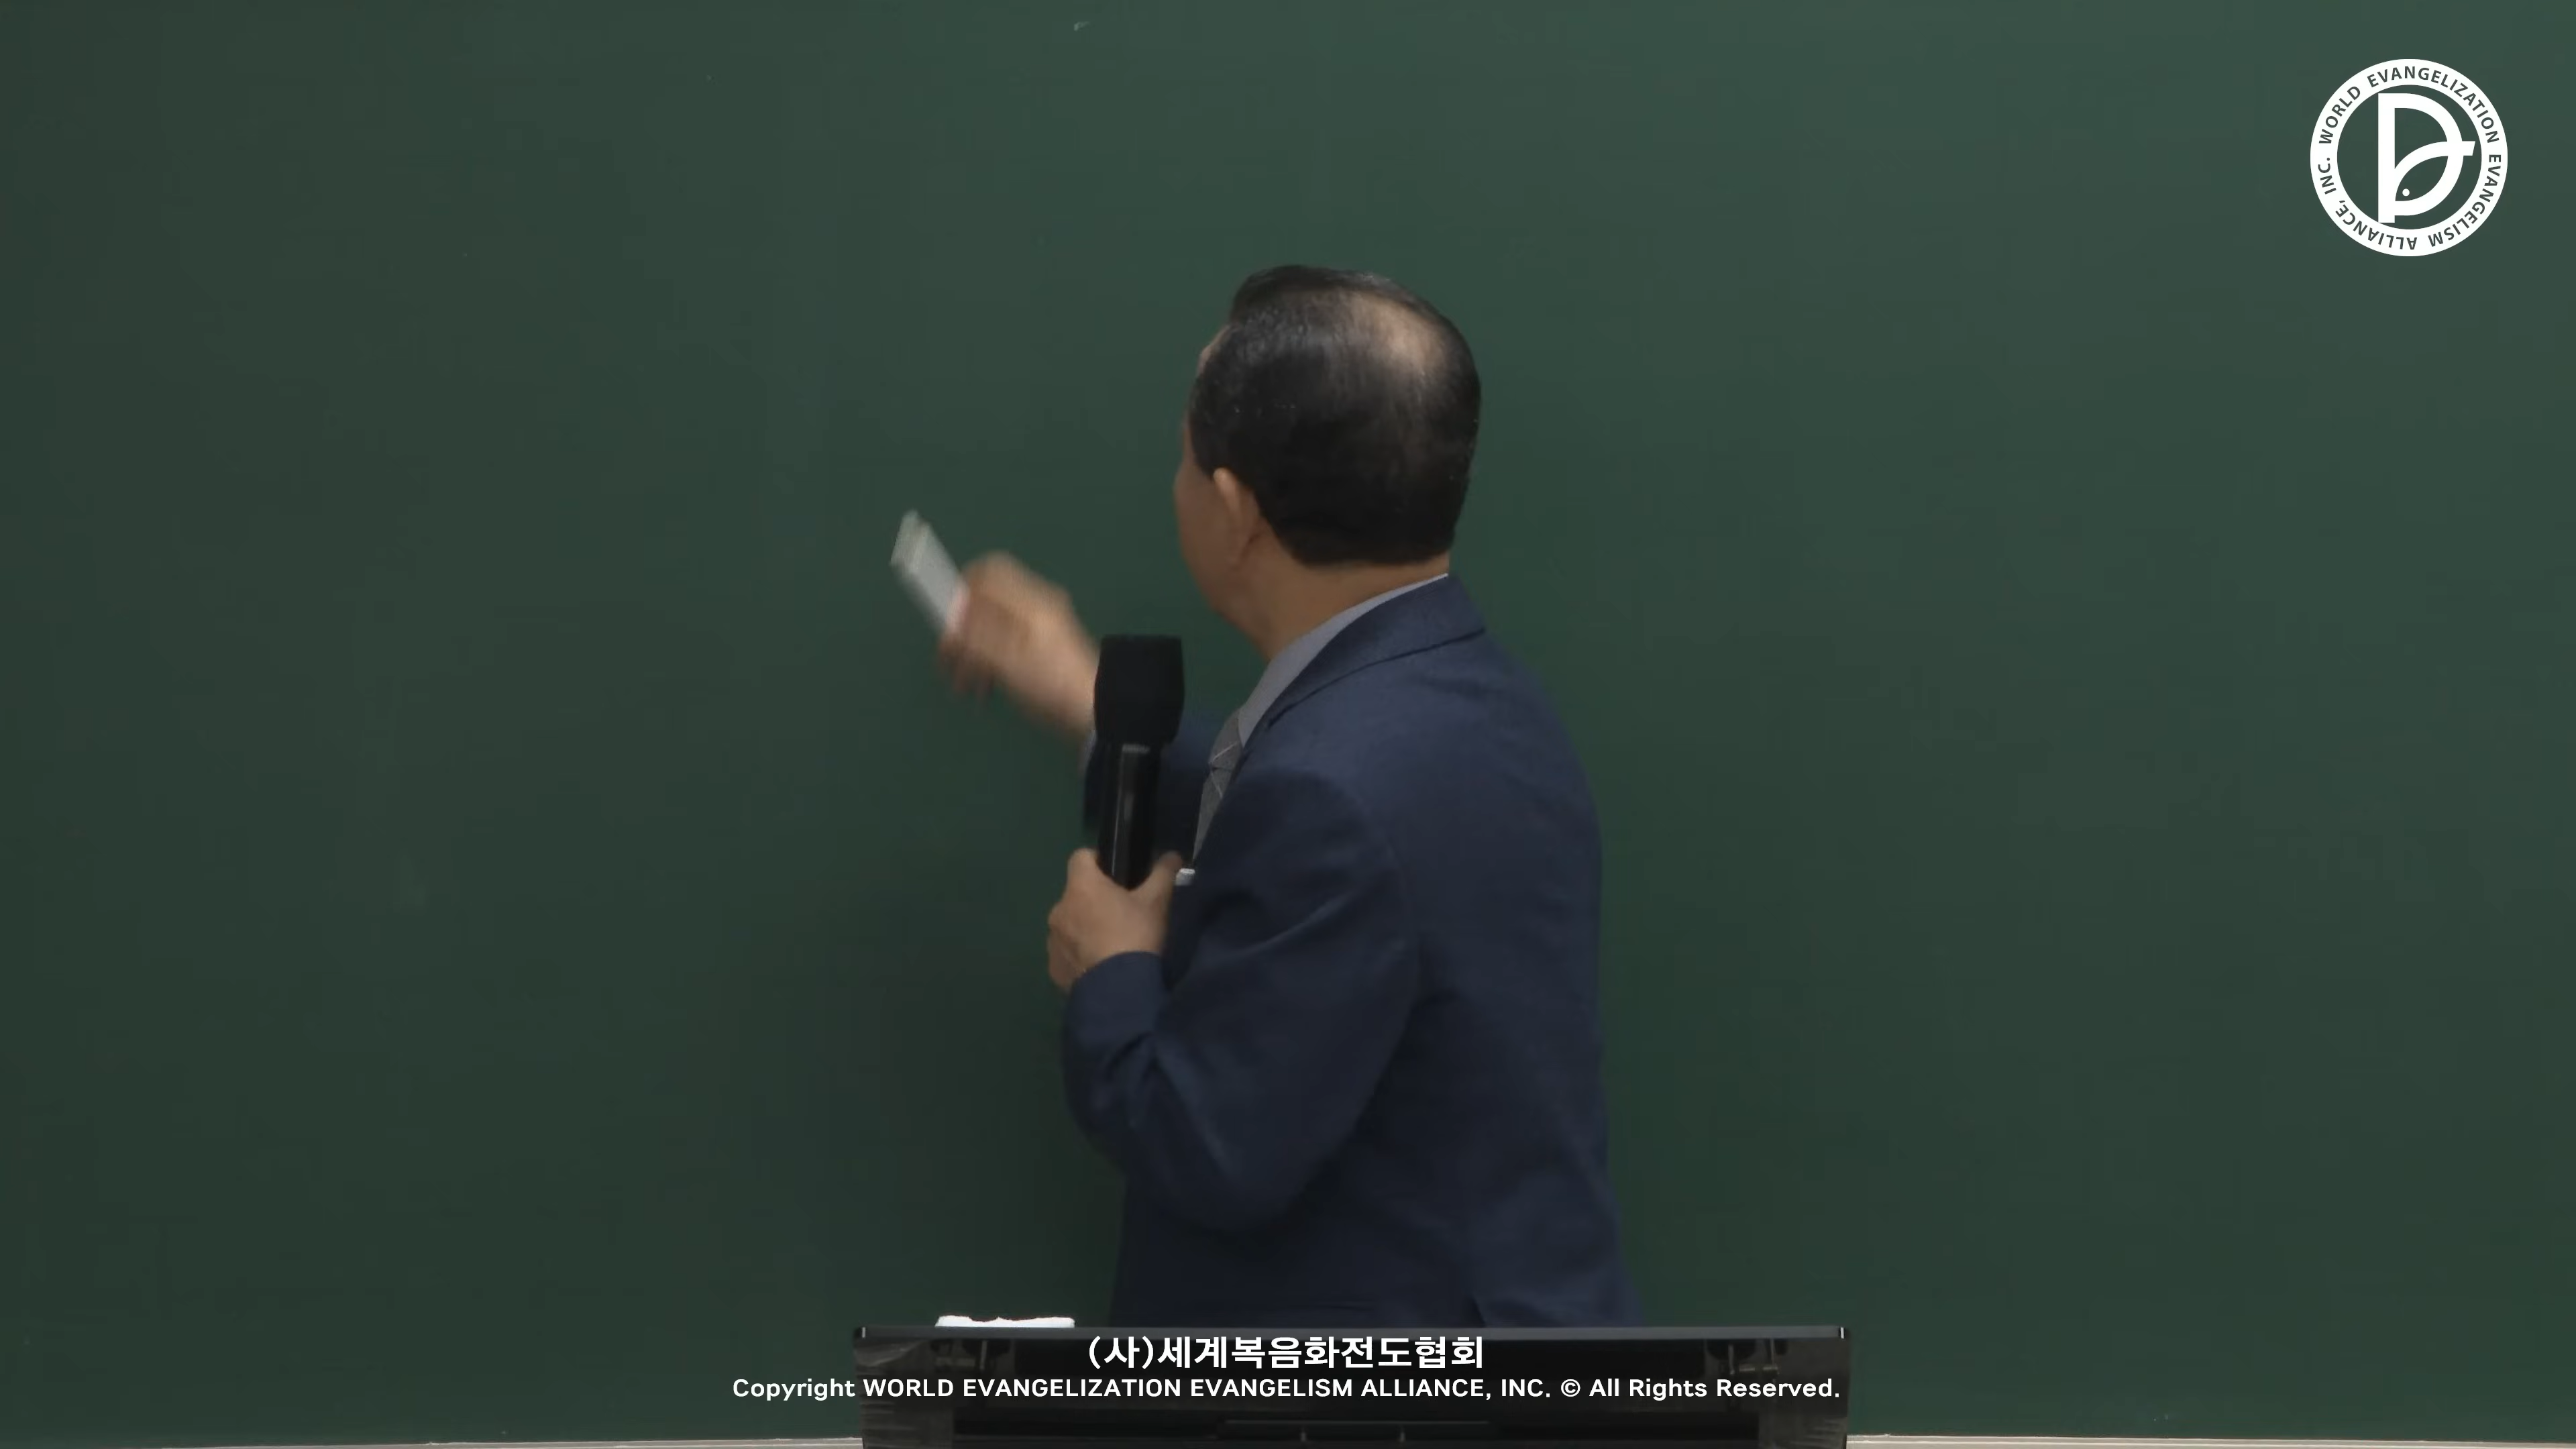 WORLD EVANGELIZATION EVANGELISM ALLIANCE, INC.
(사)세계복음화전도협회
Copyright WORLD EVANGELIZATION EVANGELISM ALLIANCE, INC. © All Rights Reserved.